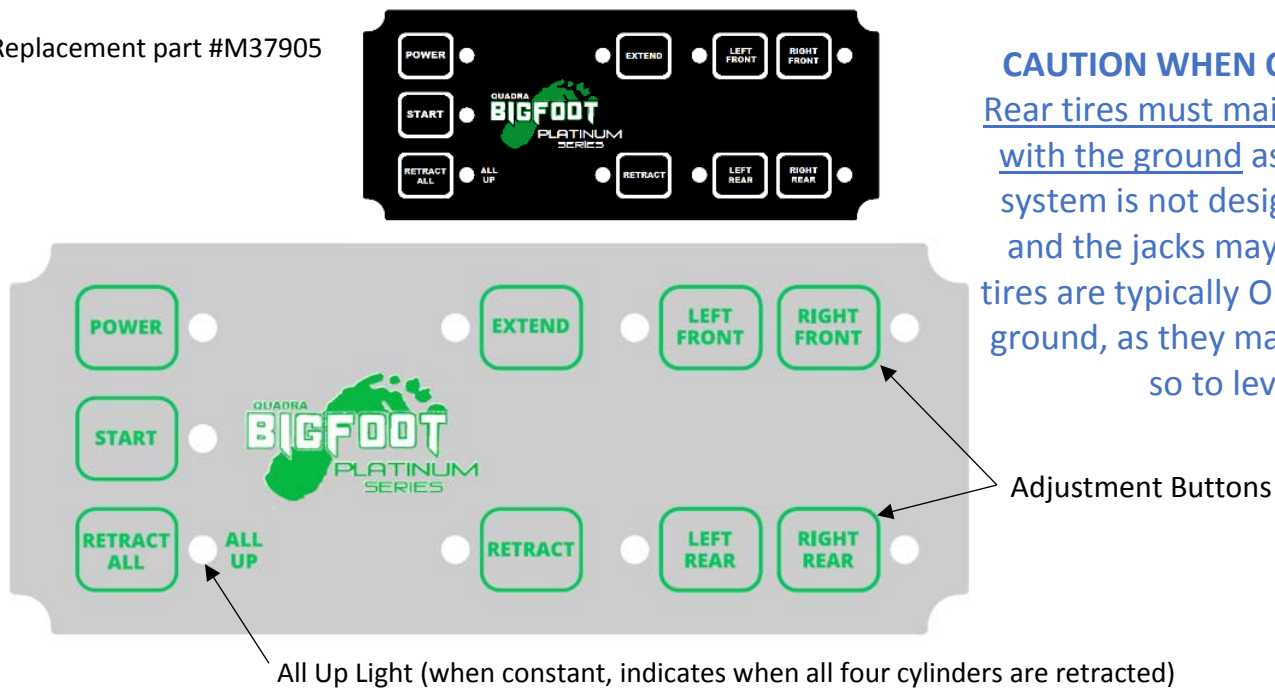 Replacement part #M37905
POWER
EXTEND
LEFT
FRONT
RIGHT
FRONT
START
QUADRA
BIGFOOT
PLATINUM
SERIES
RETRACT
ALL
ALL
UP
RETRACT
LEFT
REAR
RIGHT
REAR
CAUTION WHEN
Rear tires must
with the ground as
system is not
and the jacks may
tires are typically O
ground, as they
so to
POWER
EXTEND
LEFT
FRONT
RIGHT
FRONT
START
QUADRA
BIGFOOT
PLATINUM
SERIES
RETRACT
ALL
ALL
UP
RETRACT
LEFT
REAR
RIGHT
REAR
Adjustment Buttons
All Up Light (when constant, indicates when all four cylinders are retracted)